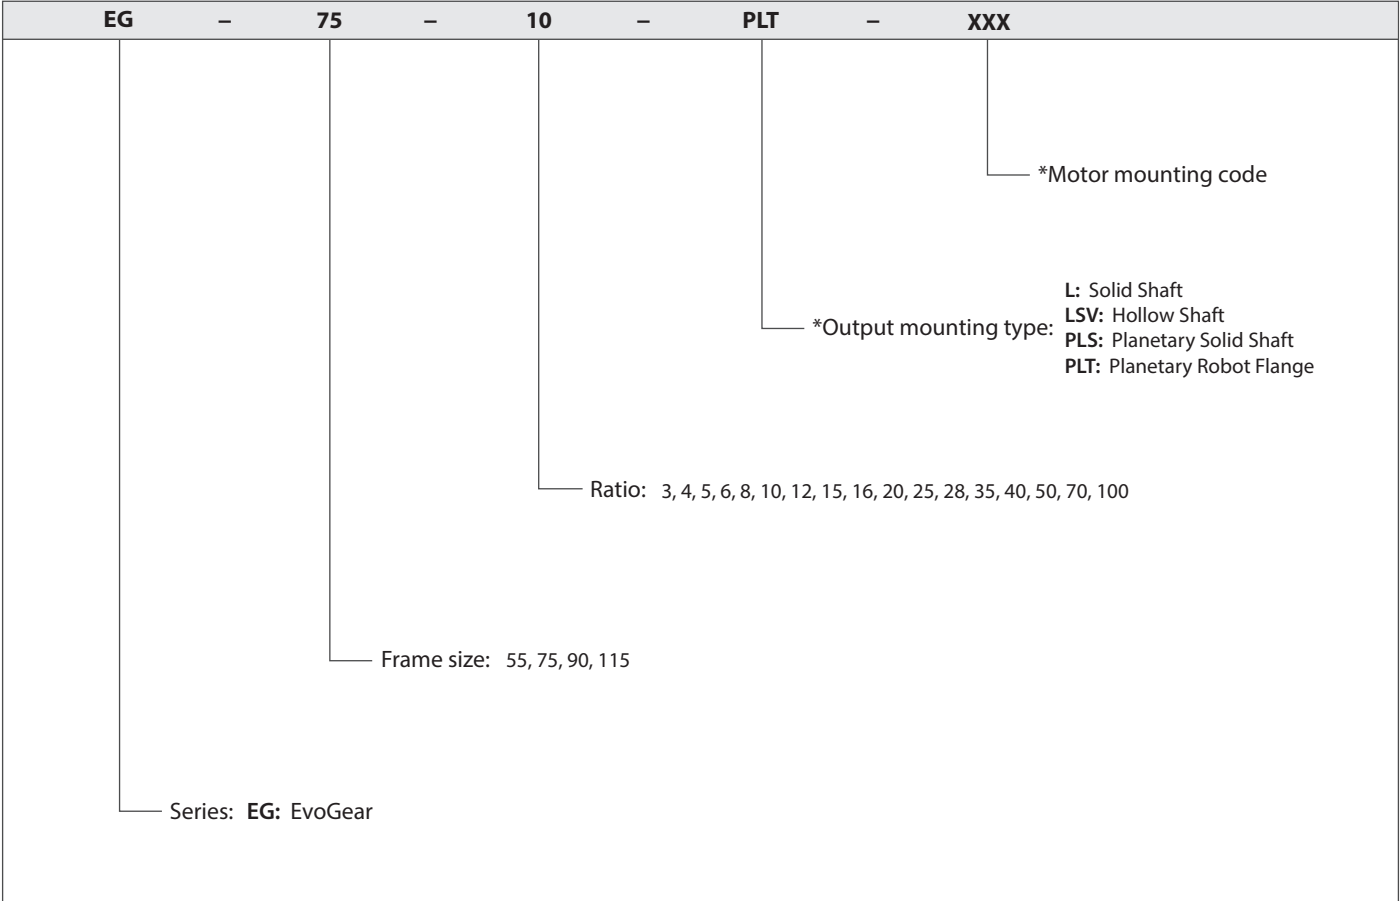 EG – 75 – 10 – PLT – XXX
*Motor mounting code
*Output mounting type:
L: Solid Shaft
LSV: Hollow Shaft
PLS: Planetary Solid Shaft
PLT: Planetary Robot Flange
Ratio: 3, 4, 5, 6, 8, 10, 12, 15, 16, 20, 25, 28, 35, 40, 50, 70, 100
Frame size: 55, 75, 90, 115
Series: EG: EvoGear